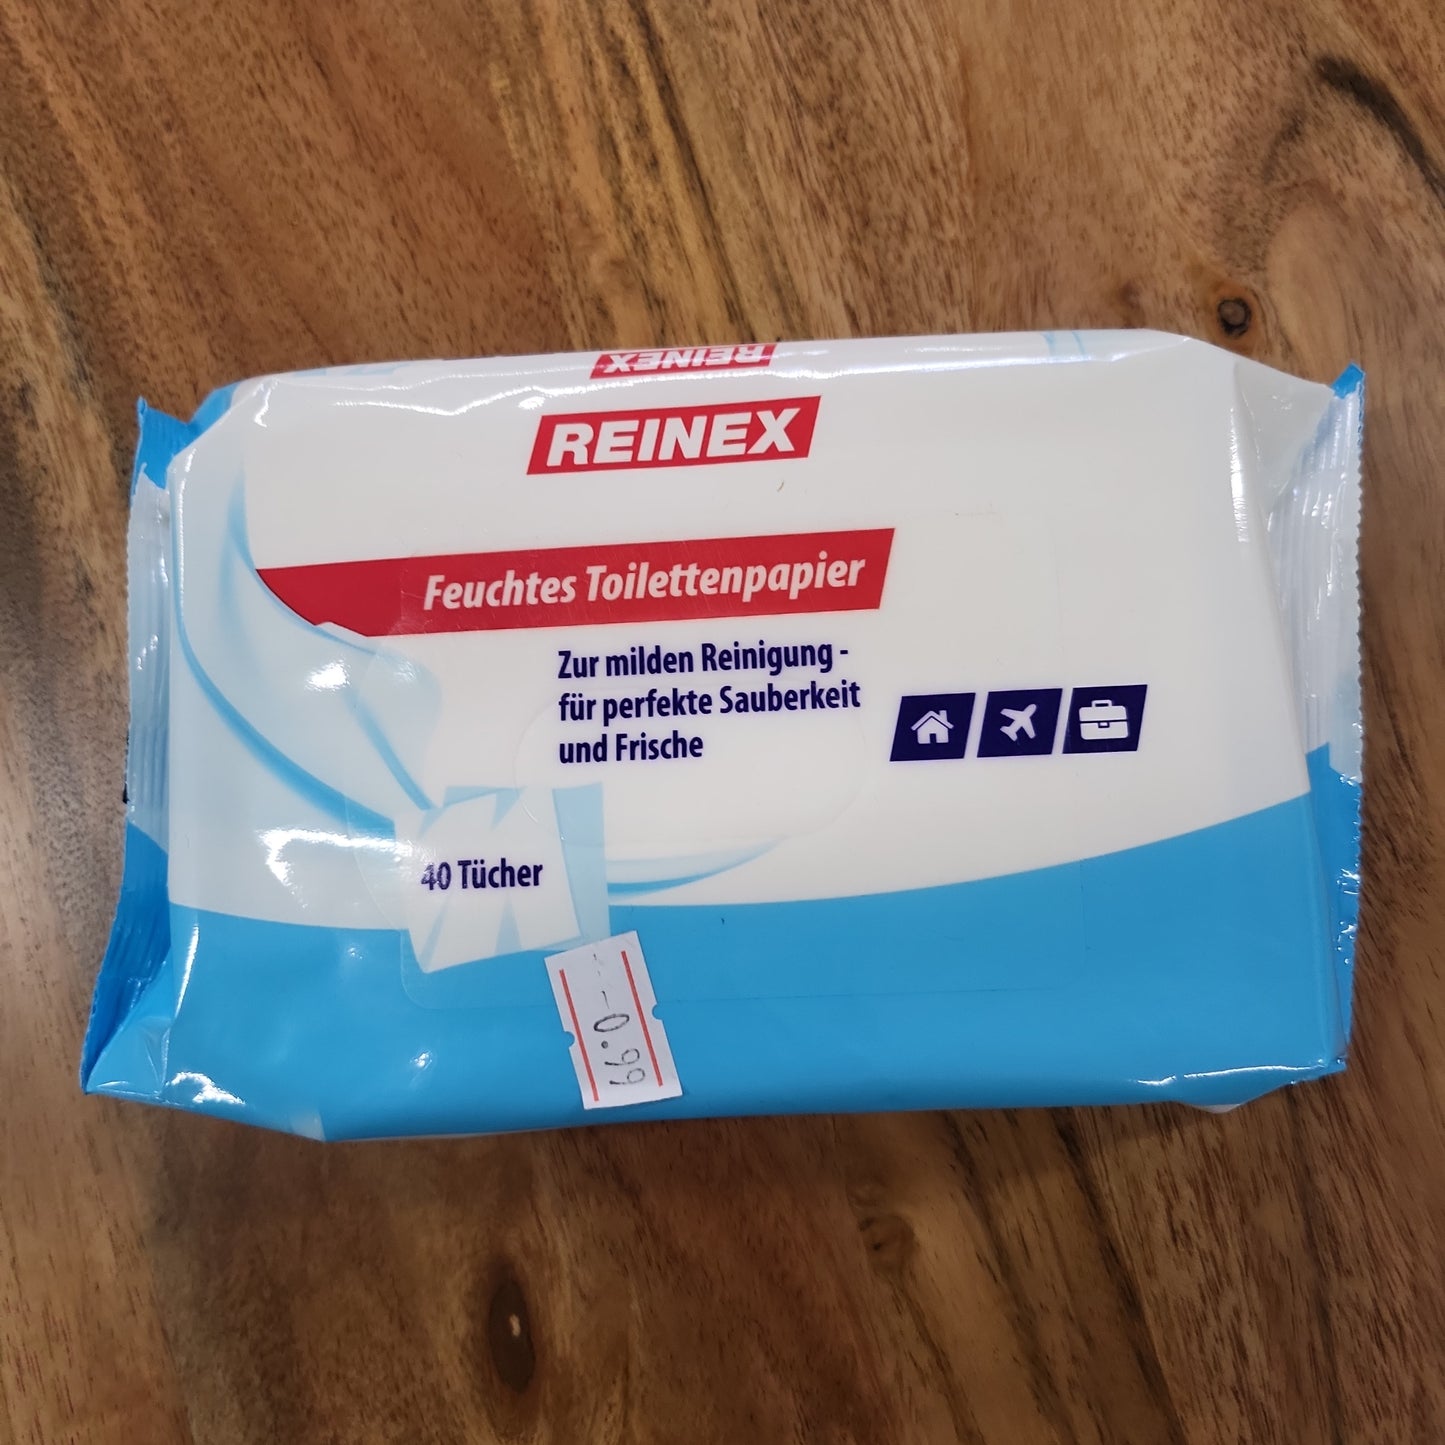 REINEX
REINEX
Feuchtes Toilettenpapier
Zur milden Reinigung -
für perfekte Sauberkeit
und Frische
40 Tücher
-0.99